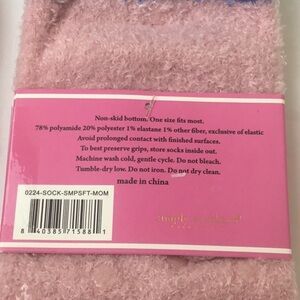 Non-skid bottom. One size fits most.
78% polyamide 20% polyester 1% elastane 1% other fiber, exclusive of elastic
Avoid prolonged contact with finished surfaces.
To best preserve grips, store socks inside out.
Machine wash cold, gentle cycle. Do not bleach.
Tumble-dry low. Do not iron. Do not dry clean.
made in china
0224-SOCK-SMPSFT-MOM
8 40385 71588 1
simply